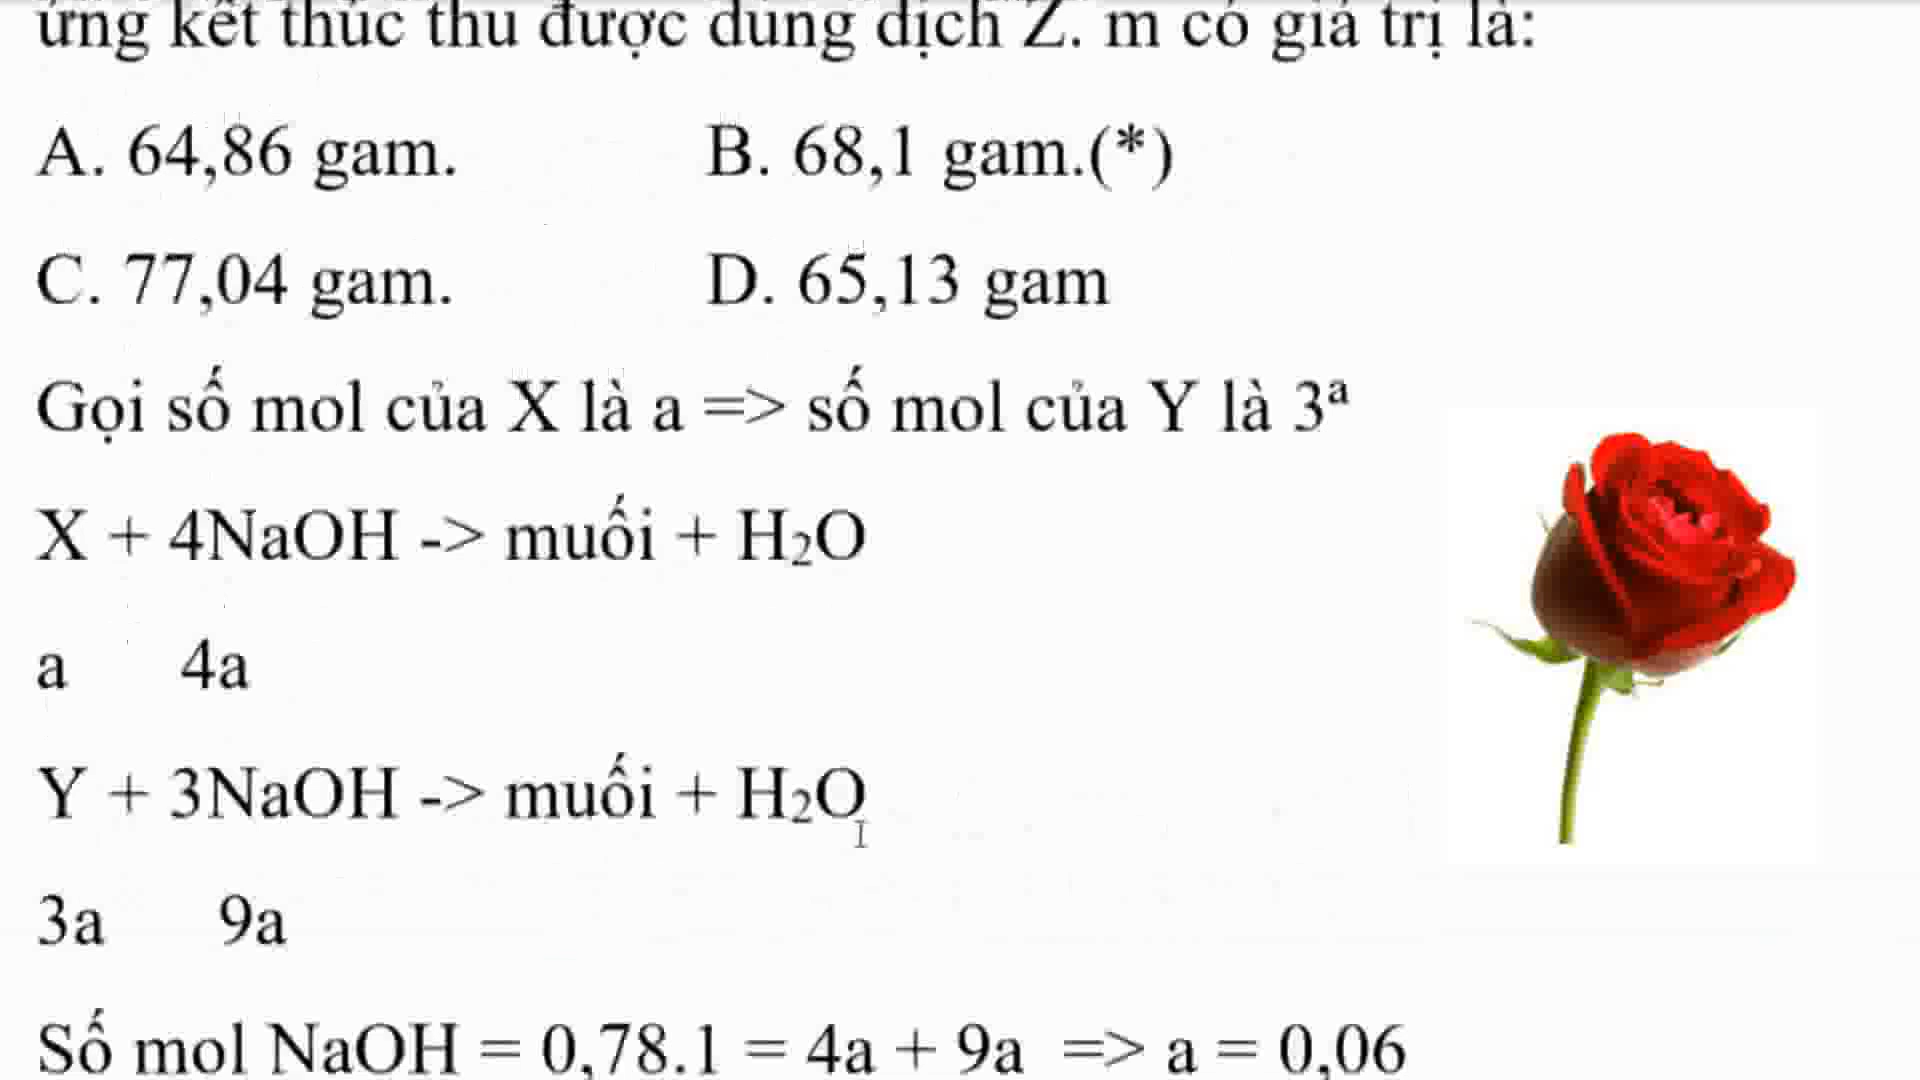 ứng kết thúc thu được dung dịch Z. m có giá trị là:
A. 64,86 gam. B. 68,1 gam.(*)
C. 77,04 gam. D. 65,13 gam
Gọi số mol của X là a => số mol của Y là 3ᵃ
X + 4NaOH -> muối + H₂O
a 4a
Y + 3NaOH -> muối + H₂O
3a 9a
Số mol NaOH = 0,78.1 = 4a + 9a => a = 0,06